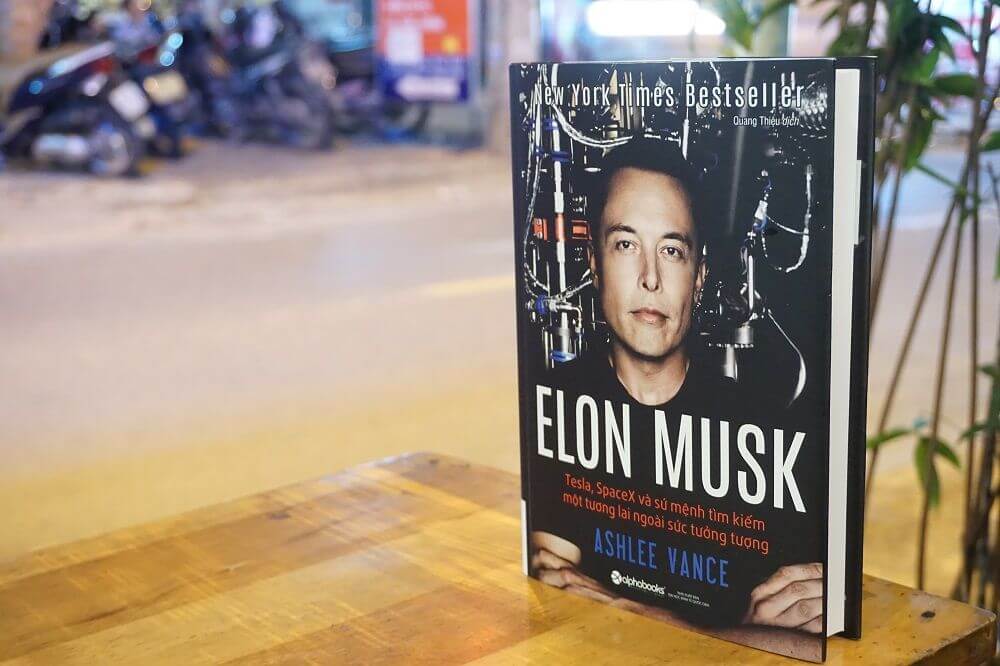 New York Times Bestseller
Quang Thiệu dịch
ELON MUSK
Tesla, SpaceX và sứ mệnh tìm kiếm
một tương lai ngoài sức tưởng tượng
ASHLEE VANCE
alphabooks